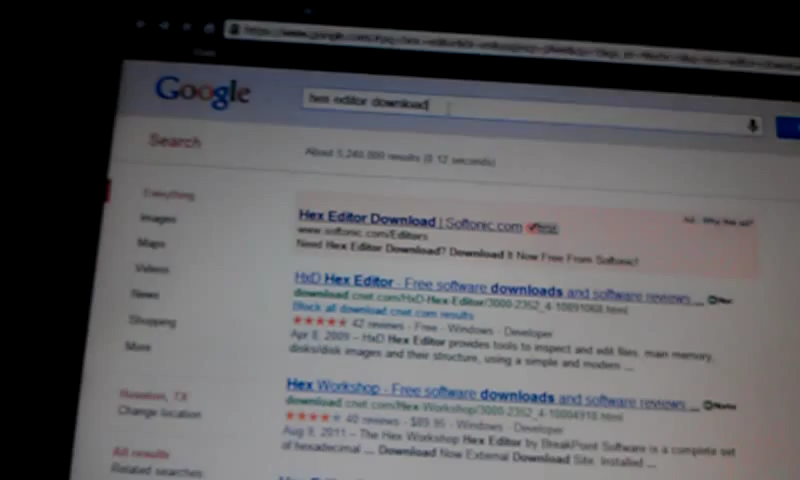 Google
hex editor download
Search
About 5,240,000 results (0.12 seconds)
Everything
Images
Maps
Videos
News
Shopping
More
Houston, TX
Change location
All results
Related searches
Hex Editor Download | Softonic.com
Ad - Why this ad?
www.softonic.com/Editors
Need Hex Editor Download? Download It Now Free From Softonic!
HxD Hex Editor - Free software downloads and software reviews ...
download.cnet.com/HxD-Hex-Editor/3000-2352_4-10891068.html
Block all download.cnet.com results
42 reviews - Free - Windows - Developer
Apr 8, 2009 – HxD Hex Editor provides tools to inspect and edit files, main memory,
disks/disk images and their structure, using a simple and modern ...
Hex Workshop - Free software downloads and software reviews ...
download.cnet.com/Hex-Workshop/3000-2352_4-10004918.html
40 reviews - $89.95 - Windows - Developer
Aug 9, 2011 – The Hex Workshop Hex Editor by BreakPoint Software is a complete set
of hexadecimal ... Download Now External Download Site. Installed ...